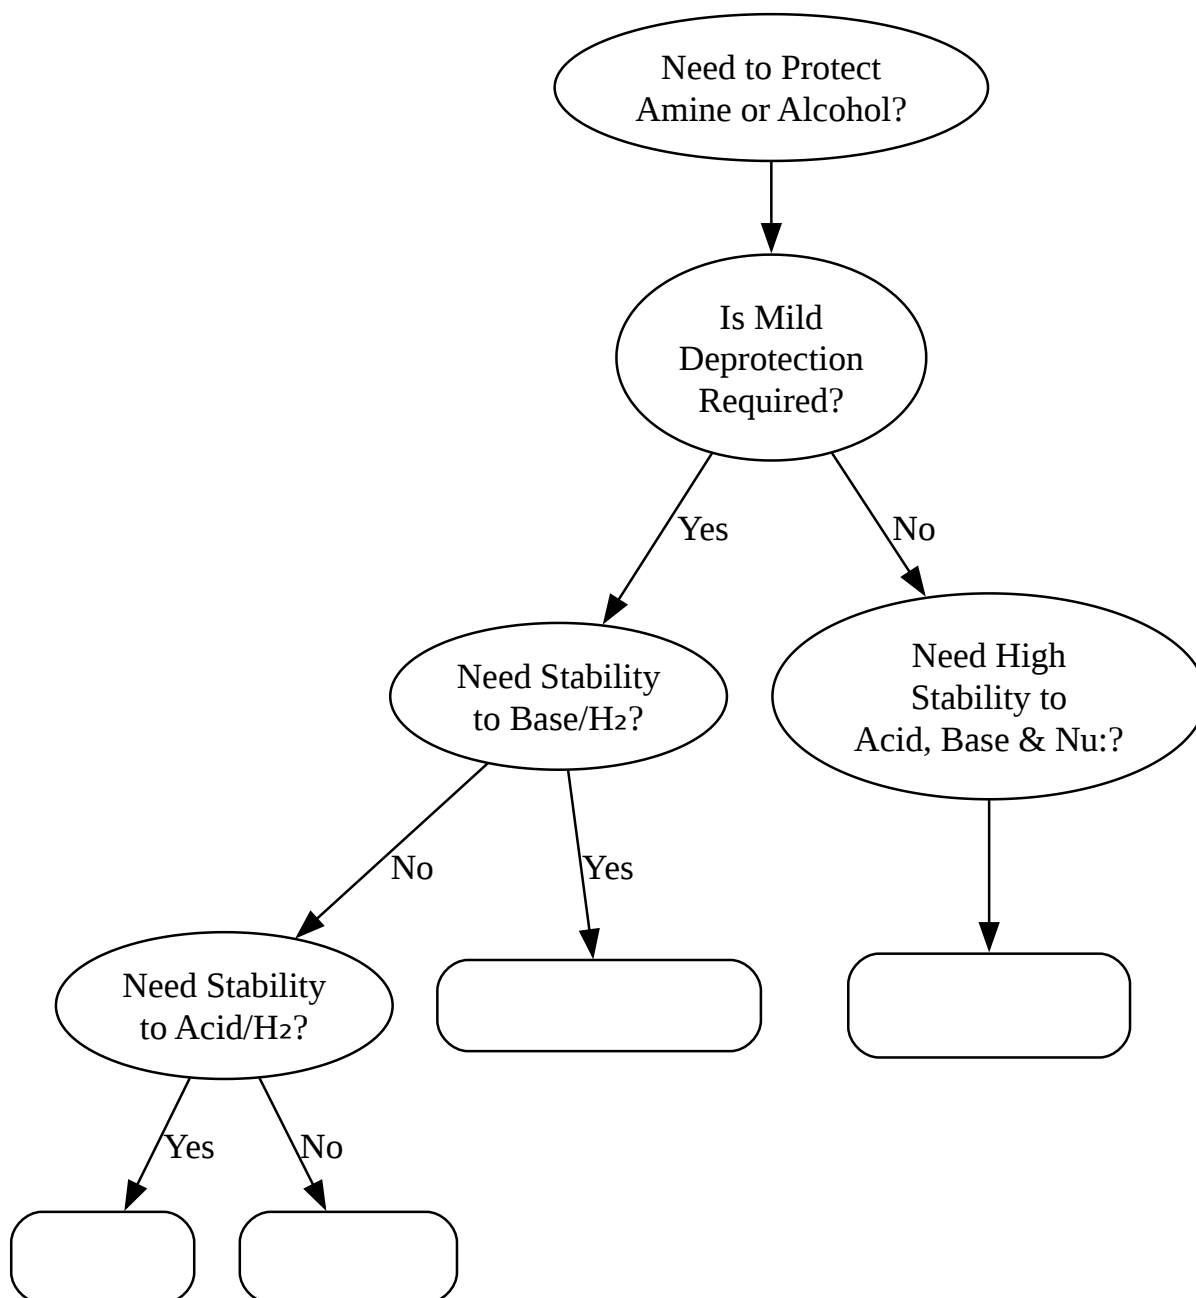 Need to Protect
Amine or Alcohol?
Is Mild
Deprotection
Required?
Yes
No
Need Stability
to Base/H₂?
Need High
Stability to
Acid, Base & Nu:?
No
Yes
Need Stability
to Acid/H₂?
Yes
No